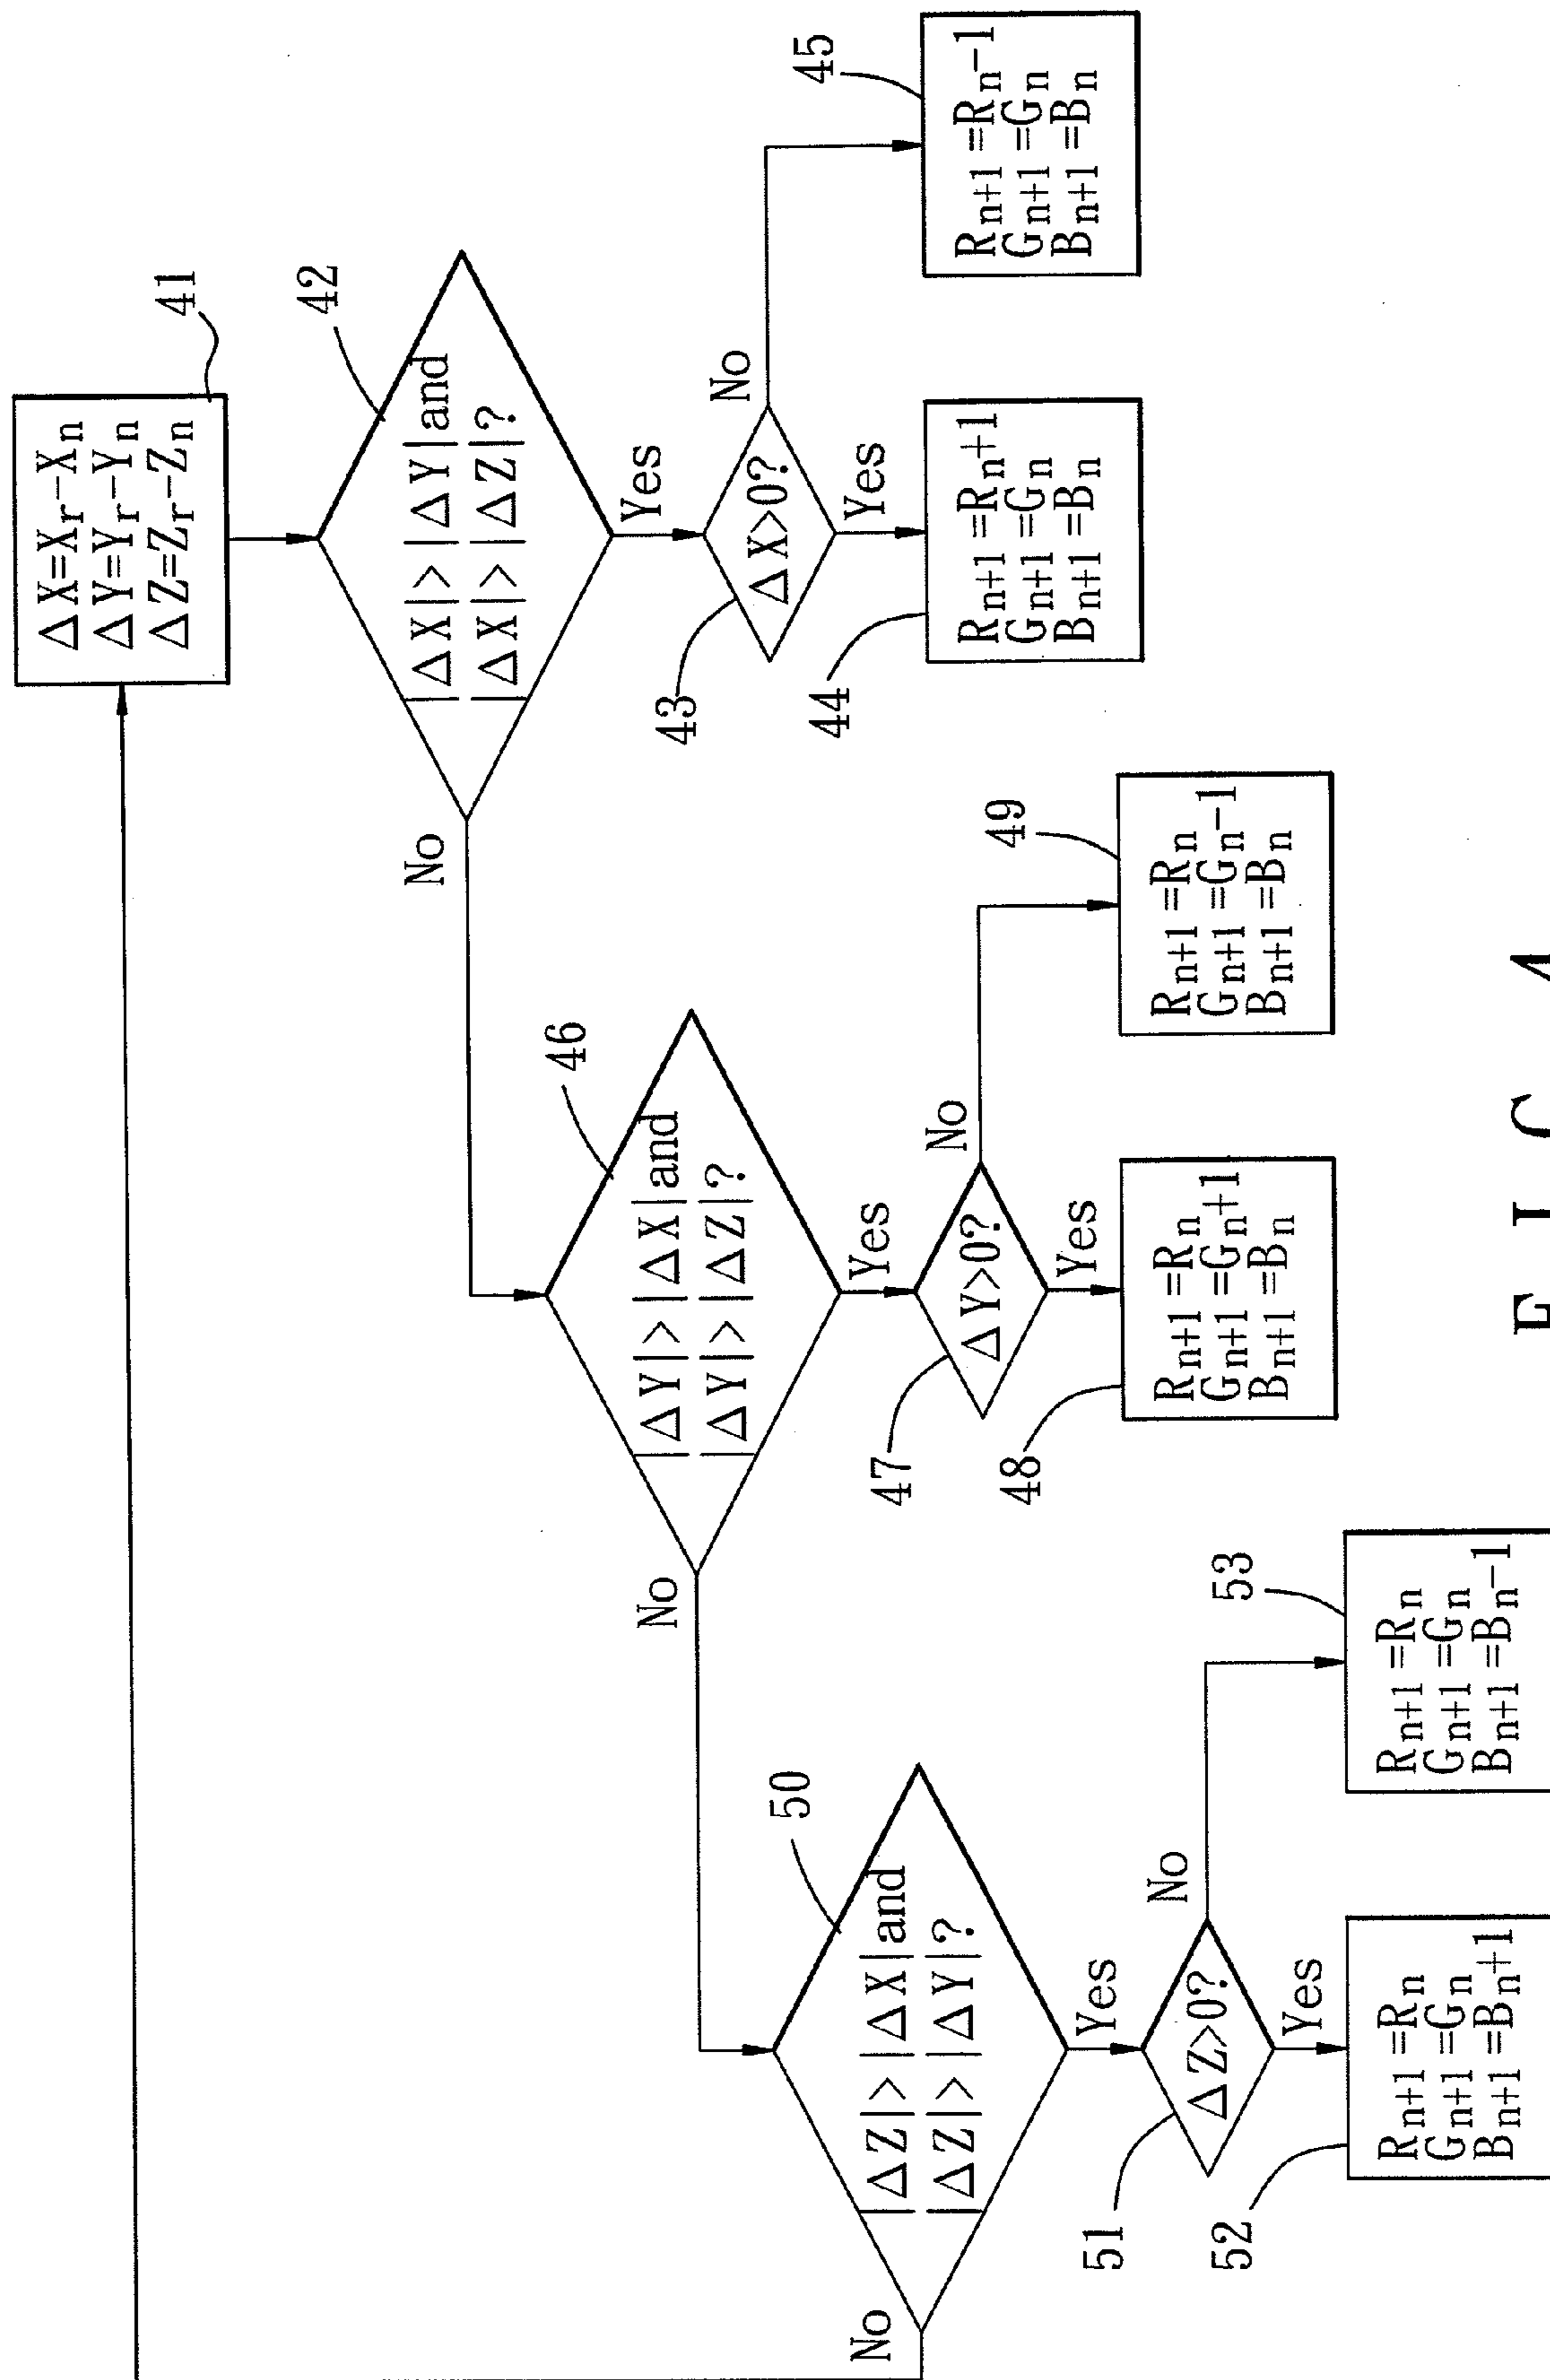 ΔX=Xr-Xn
ΔY=Yr-Yn
ΔZ=Zr-Zn
41
|ΔX|>|ΔY|and
|ΔX|>|ΔZ|?
42
Yes
No
ΔX>0?
43
Yes
No
Rn+1=Rn+1
Gn+1=Gn
Bn+1=Bn
44
Rn+1=Rn-1
Gn+1=Gn
Bn+1=Bn
45
|ΔY|>|ΔX|and
|ΔY|>|ΔZ|?
46
Yes
No
ΔY>0?
47
Yes
No
Rn+1=Rn
Gn+1=Gn+1
Bn+1=Bn
48
Rn+1=Rn
Gn+1=Gn-1
Bn+1=Bn
49
|ΔZ|>|ΔX|and
|ΔZ|>|ΔY|?
50
Yes
No
ΔZ>0?
51
Yes
No
Rn+1=Rn
Gn+1=Gn
Bn+1=Bn+1
52
Rn+1=Rn
Gn+1=Gn
Bn+1=Bn-1
53